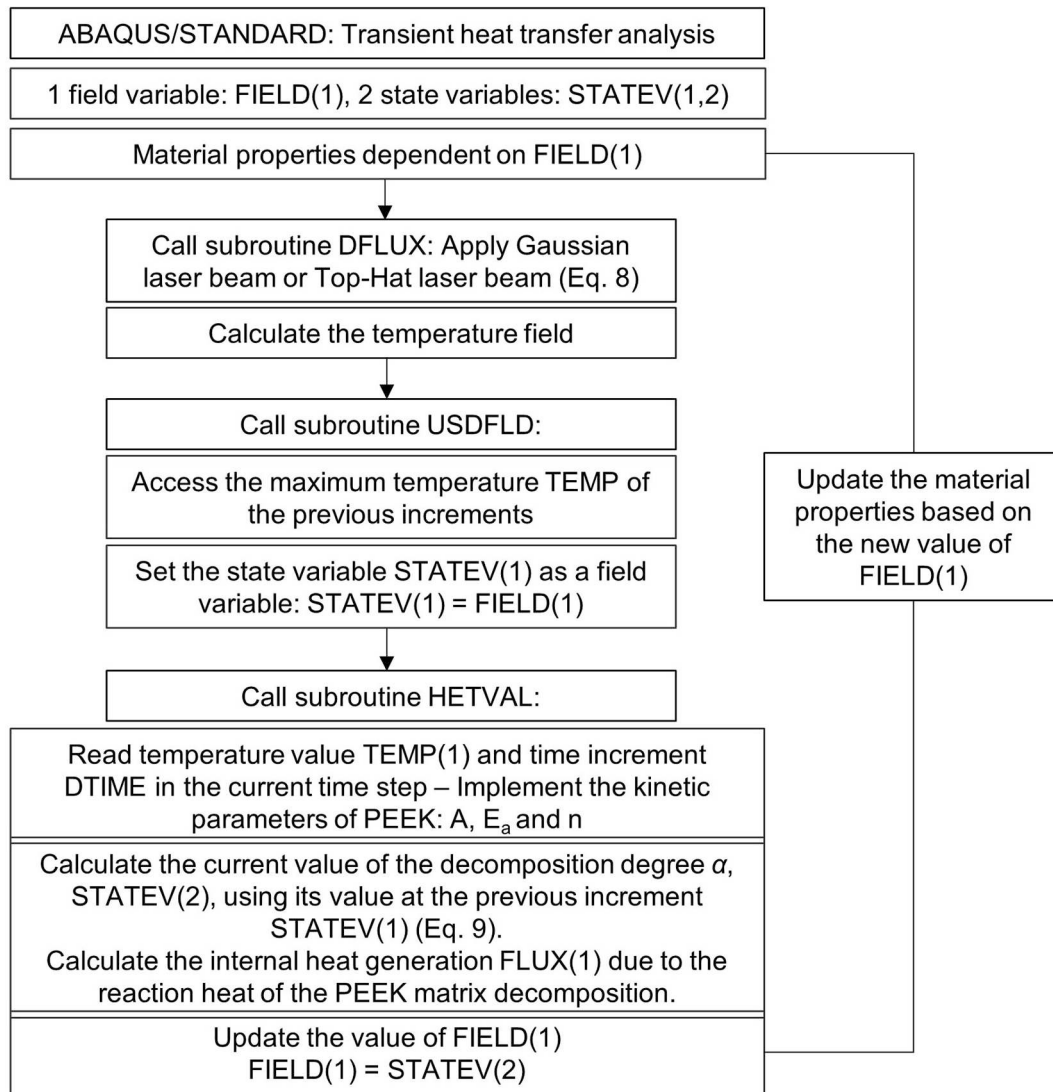 ABAQUS/STANDARD: Transient heat transfer analysis
1 field variable: FIELD(1), 2 state variables: STATEV(1,2)
Material properties dependent on FIELD(1)
Call subroutine DFLUX: Apply Gaussian
laser beam or Top-Hat laser beam (Eq. 8)
Calculate the temperature field
Call subroutine USDFLD:
Access the maximum temperature TEMP of
the previous increments
Set the state variable STATEV(1) as a field
variable: STATEV(1) = FIELD(1)
Call subroutine HETVAL:
Read temperature value TEMP(1) and time increment
DTIME in the current time step – Implement the kinetic
parameters of PEEK: A, Eₐ and n
Calculate the current value of the decomposition degree α,
STATEV(2), using its value at the previous increment
STATEV(1) (Eq. 9).
Calculate the internal heat generation FLUX(1) due to the
reaction heat of the PEEK matrix decomposition.
Update the value of FIELD(1)
FIELD(1) = STATEV(2)
Update the material
properties based on
the new value of
FIELD(1)